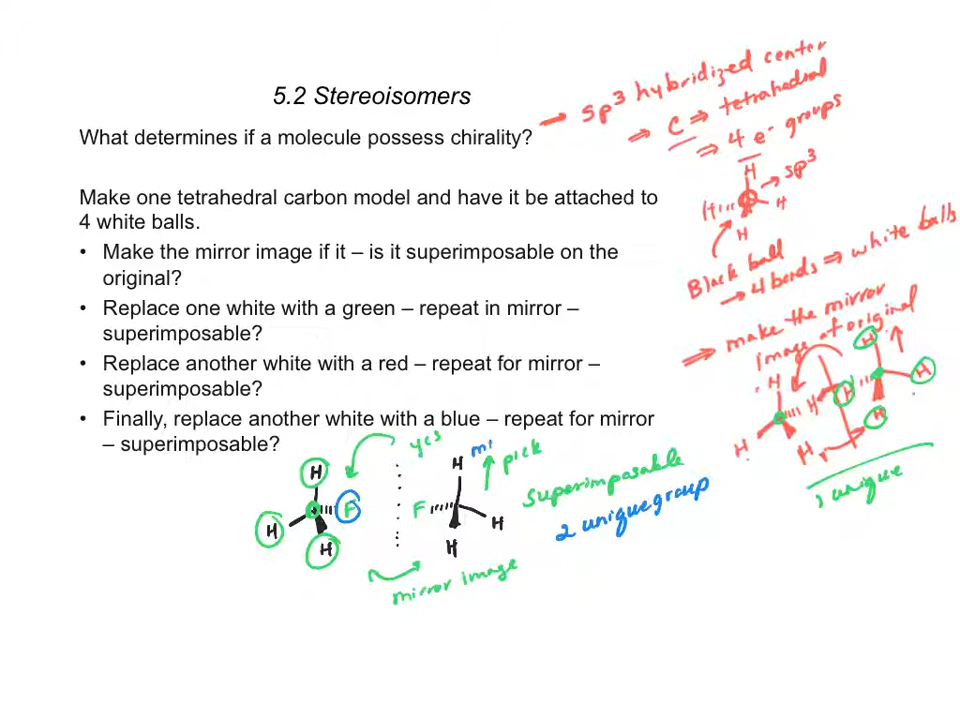 5.2 Stereoisomers
What determines if a molecule possess chirality?
→ sp³ hybridized center
⇒ C ⇒ tetrahedral
⇒ 4 e⁻ groups
H
→ sp³
H
H
H
Make one tetrahedral carbon model and have it be attached to
4 white balls.
• Make the mirror image if it – is it superimposable on the
original?
• Replace one white with a green – repeat in mirror –
superimposable?
• Replace another white with a red – repeat for mirror –
superimposable?
• Finally, replace another white with a blue – repeat for mirror
– superimposable?
Black ball
→ 4 bonds ⇒ white balls
⇒ make the mirror
image of original
H
H
H
H
H
H
H
H
1 unique
yes
H
F
H
H
H
F
H
H
mi
pick
Superimposable
2 unique group
mirror image